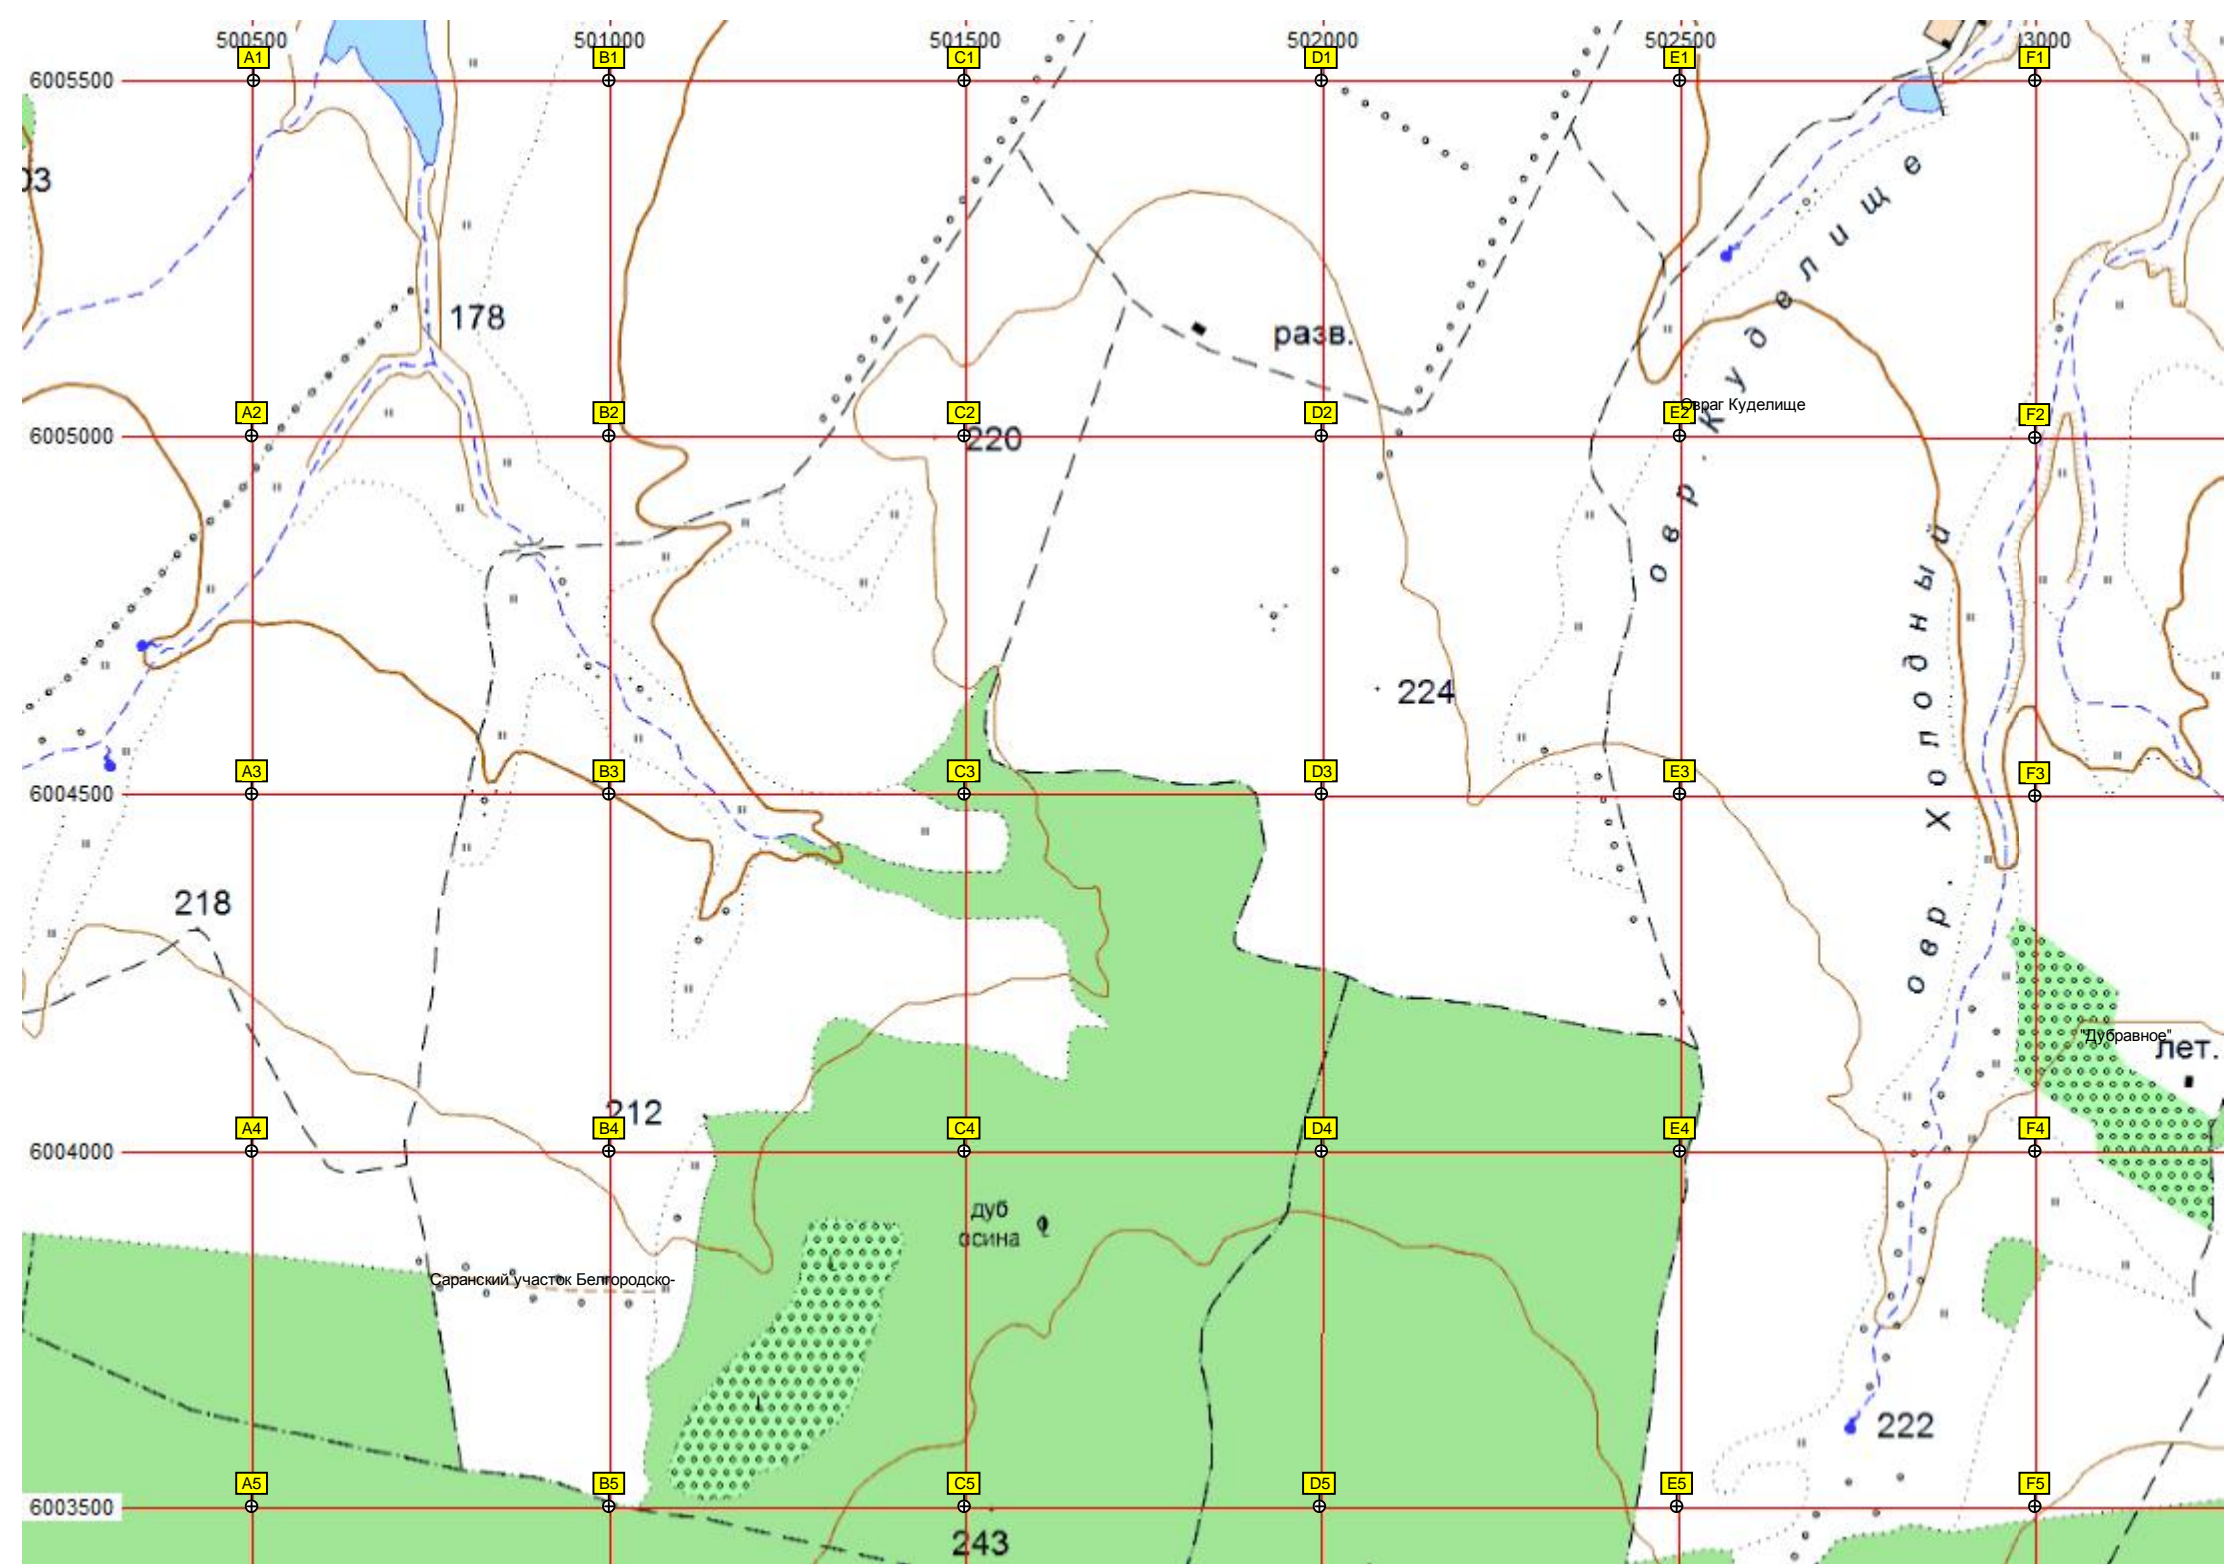 500500 501000 501500 502000 502500
A1 B1 C1 D1 E1 F1
6005500
178
разв.
овр. Куделище
Овраг Куделище
A2 B2 C2 D2 E2 F2
6005000
220
224
овр. Холодный
A3 B3 C3 D3 E3 F3
6004500
218
"Дубравное"
лет.
212
A4 B4 C4 D4 E4 F4
6004000
дуб
осина
Саранский участок Белгородско-
222
A5 B5 C5 D5 E5 F5
6003500
243